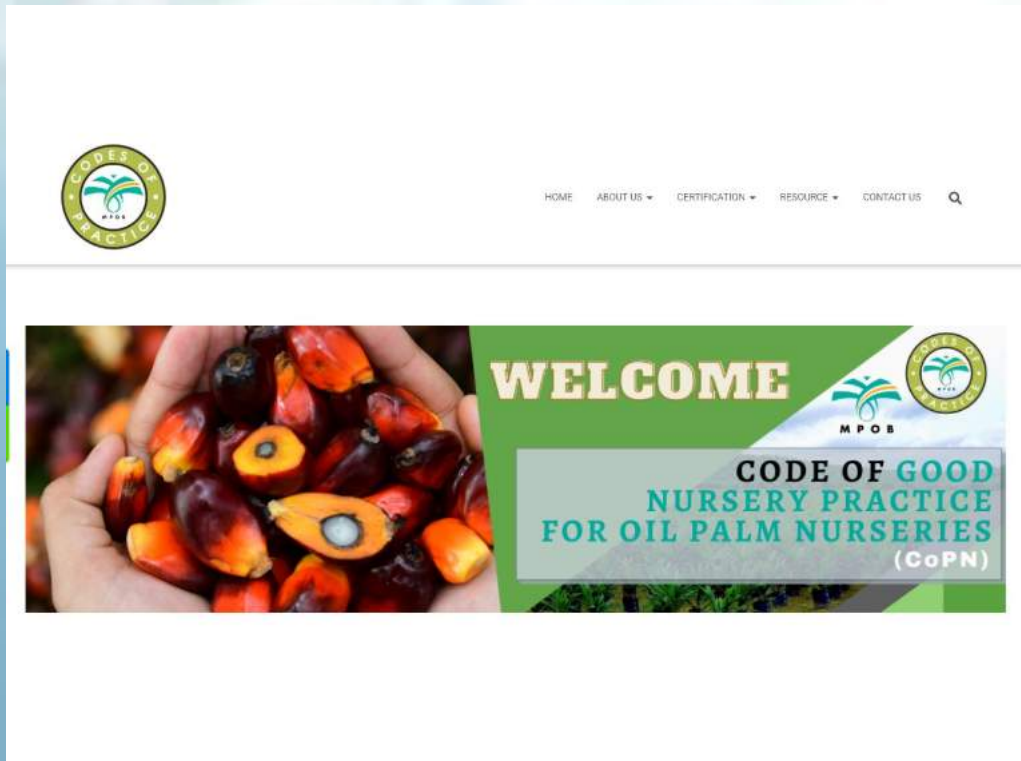 CODES OF PRACTICE
MPOB
HOME ABOUT US CERTIFICATION RESOURCE CONTACT US
WELCOME
CODES OF PRACTICE
MPOB
MPOB
CODE OF GOOD
NURSERY PRACTICE
FOR OIL PALM NURSERIES
(CoPN)